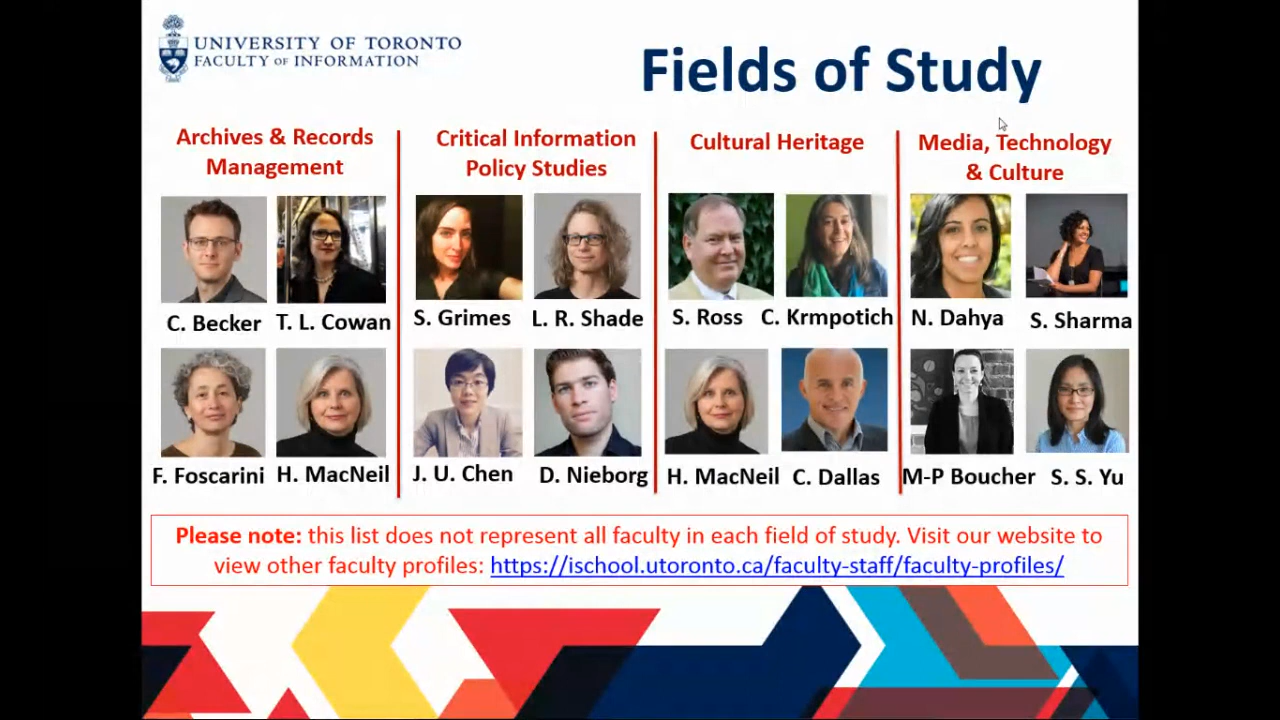 UNIVERSITY OF TORONTO
FACULTY OF INFORMATION
Fields of Study
Archives & Records
Management
C. Becker T. L. Cowan
F. Foscarini H. MacNeil
Critical Information
Policy Studies
S. Grimes L. R. Shade
J. U. Chen D. Nieborg
Cultural Heritage
S. Ross C. Krmpotich
H. MacNeil C. Dallas
Media, Technology
& Culture
N. Dahya S. Sharma
M-P Boucher S. S. Yu
Please note: this list does not represent all faculty in each field of study. Visit our website to
view other faculty profiles: https://ischool.utoronto.ca/faculty-staff/faculty-profiles/